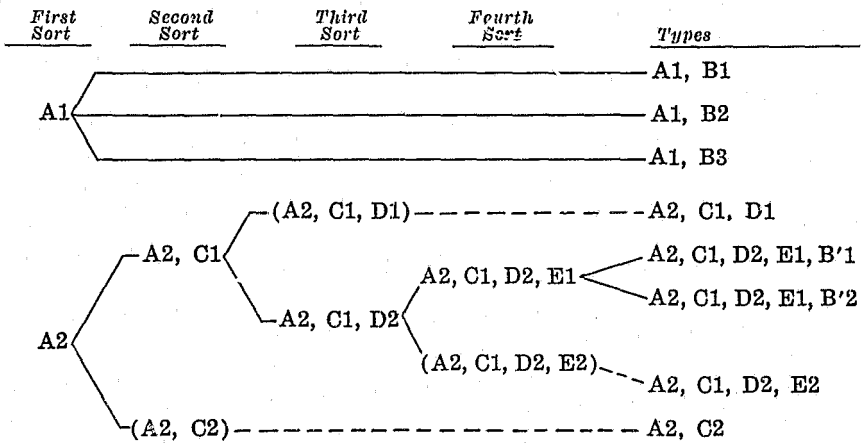 First Sort Second Sort Third Sort Fourth Sort Types
A1, B1
A1 A1, B2
A1, B3
(A2, C1, D1) A2, C1, D1
A2, C1 A2, C1, D2, E1, B'1
A2, C1, D2, E1
A2, C1, D2, E1, B'2
A2, C1, D2
A2
(A2, C1, D2, E2)
A2, C1, D2, E2
(A2, C2) A2, C2